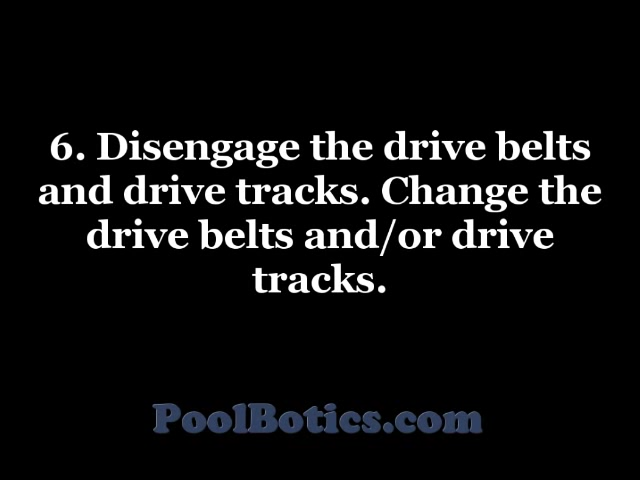 6. Disengage the drive belts
and drive tracks. Change the
drive belts and/or drive
tracks.
PoolBotics.com